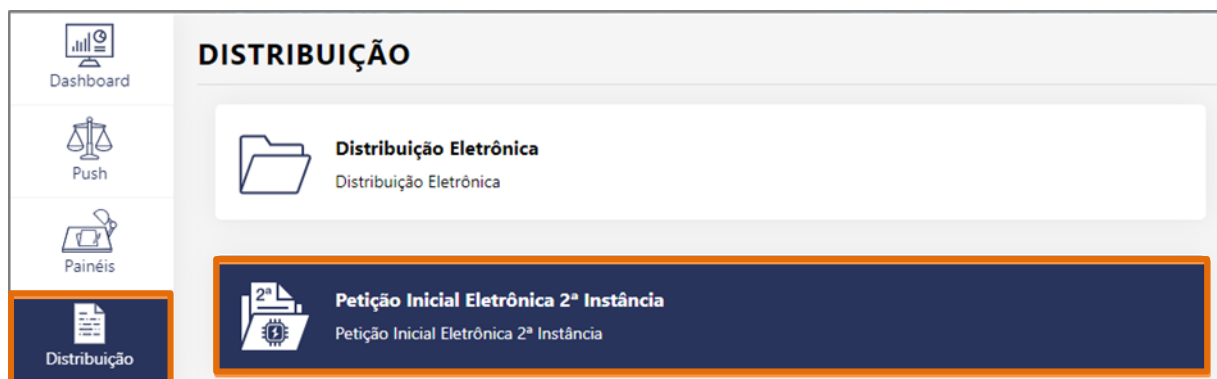 Dashboard
Push
Painéis
Distribuição
DISTRIBUIÇÃO
Distribuição Eletrônica
Distribuição Eletrônica
2ª
Petição Inicial Eletrônica 2ª Instância
Petição Inicial Eletrônica 2ª Instância